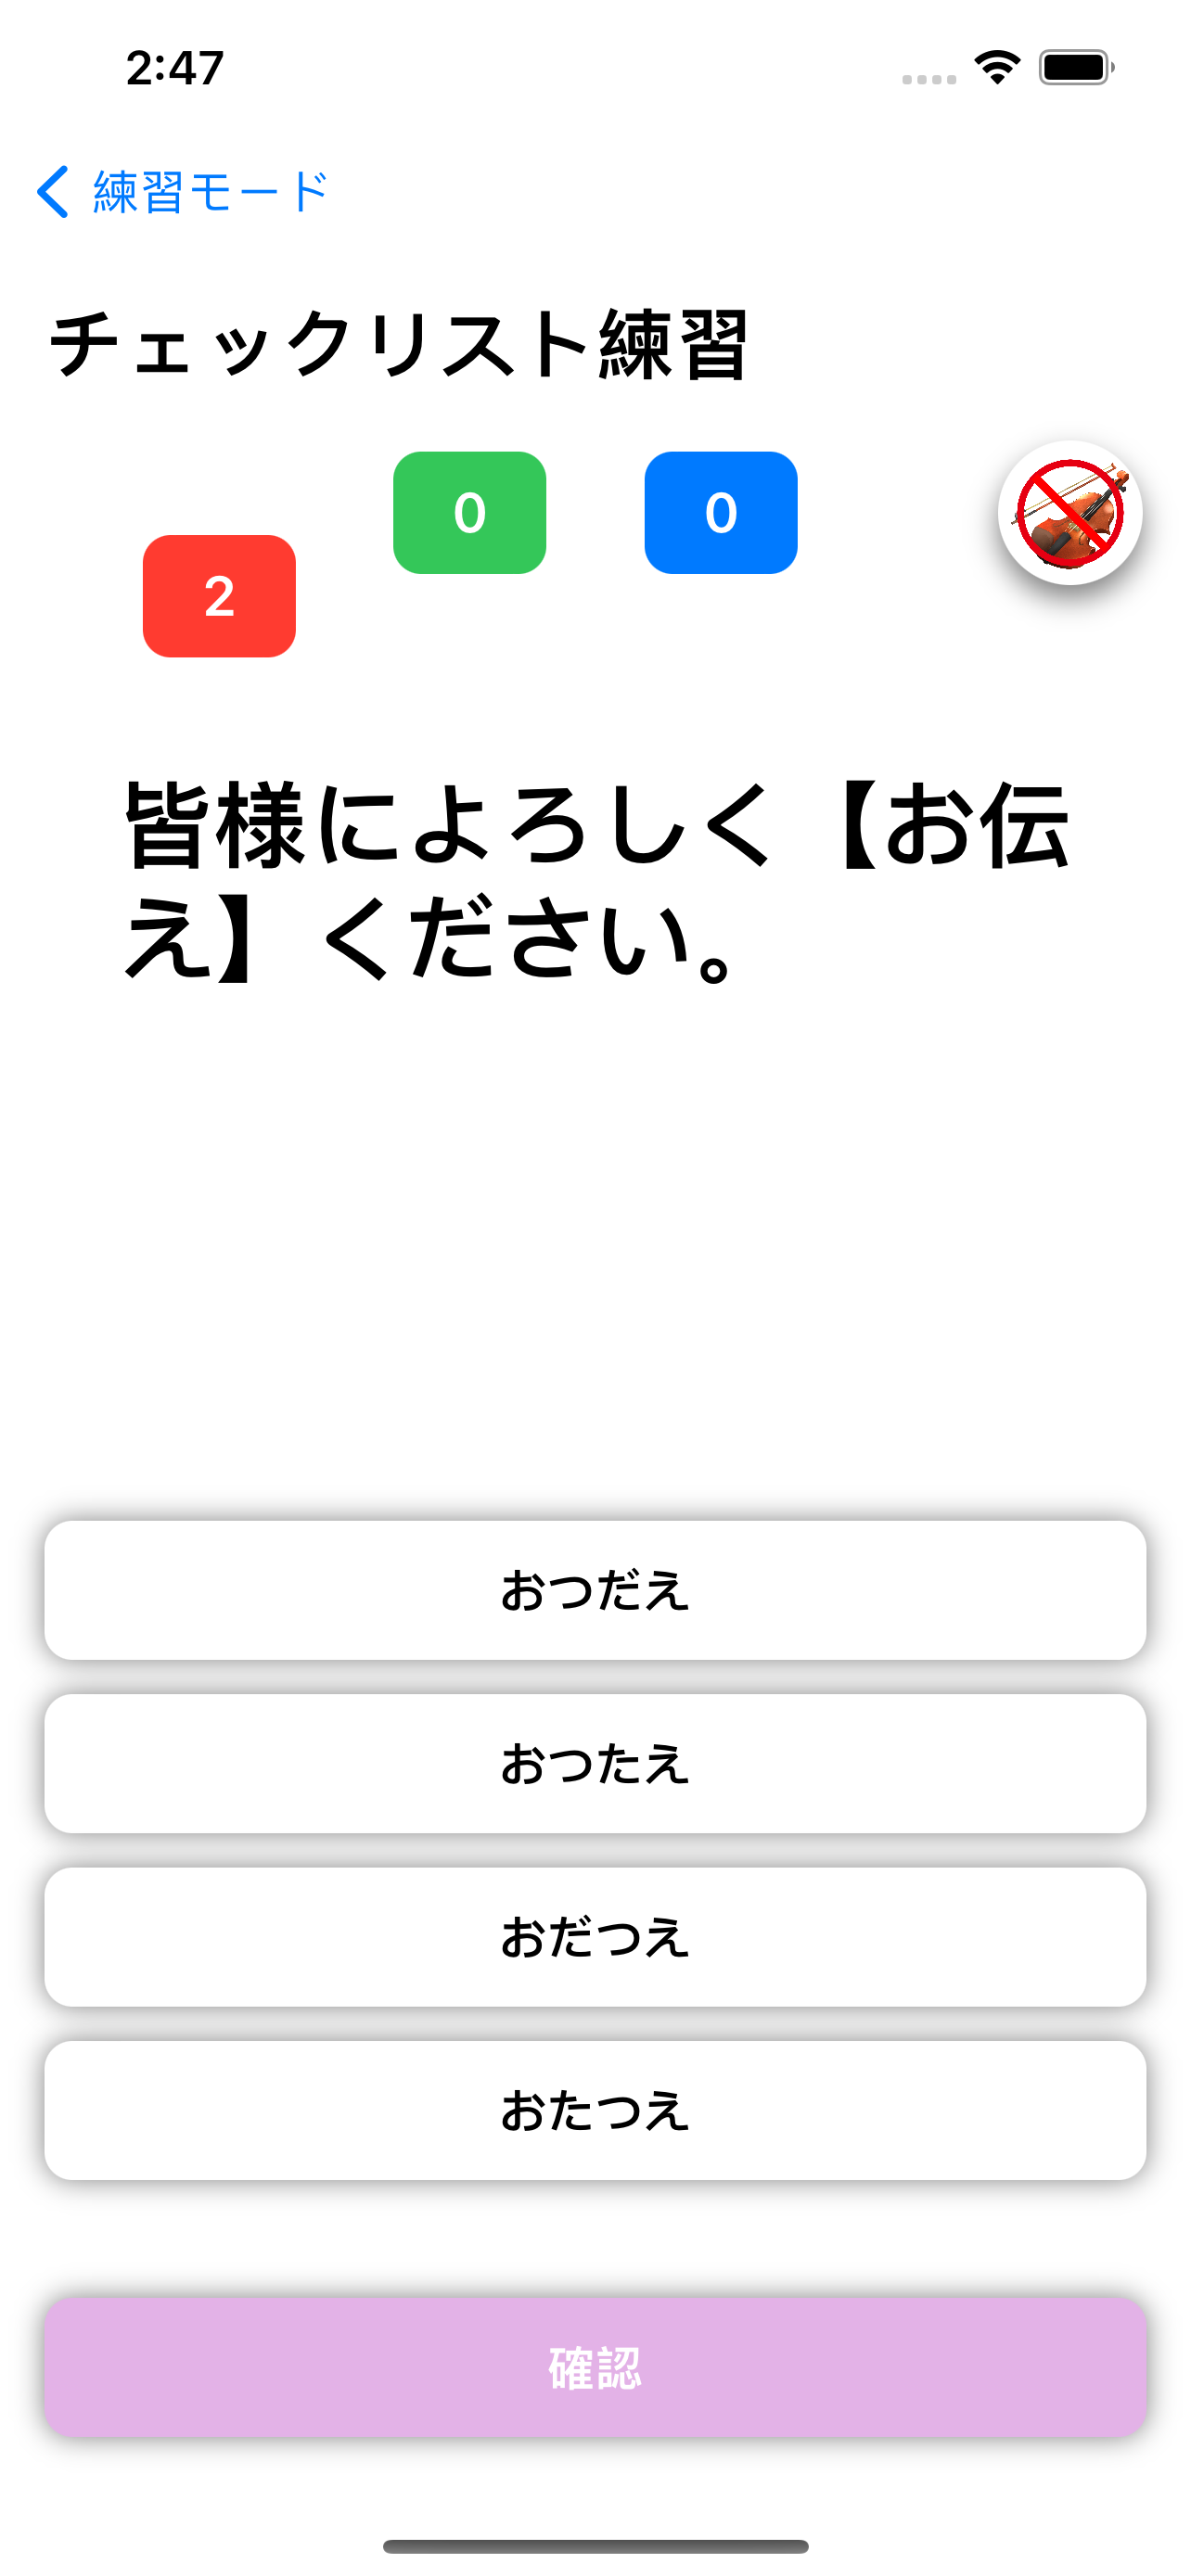 2:47
練習モード
チェックリスト練習
0
0
2
皆様によろしく【お伝
え】ください。
おつだえ
おつたえ
おだつえ
おたつえ
確認